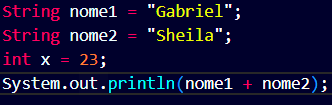 String nome1 = "Gabriel";
String nome2 = "Sheila";
int x = 23;
System.out.println(nome1 + nome2);